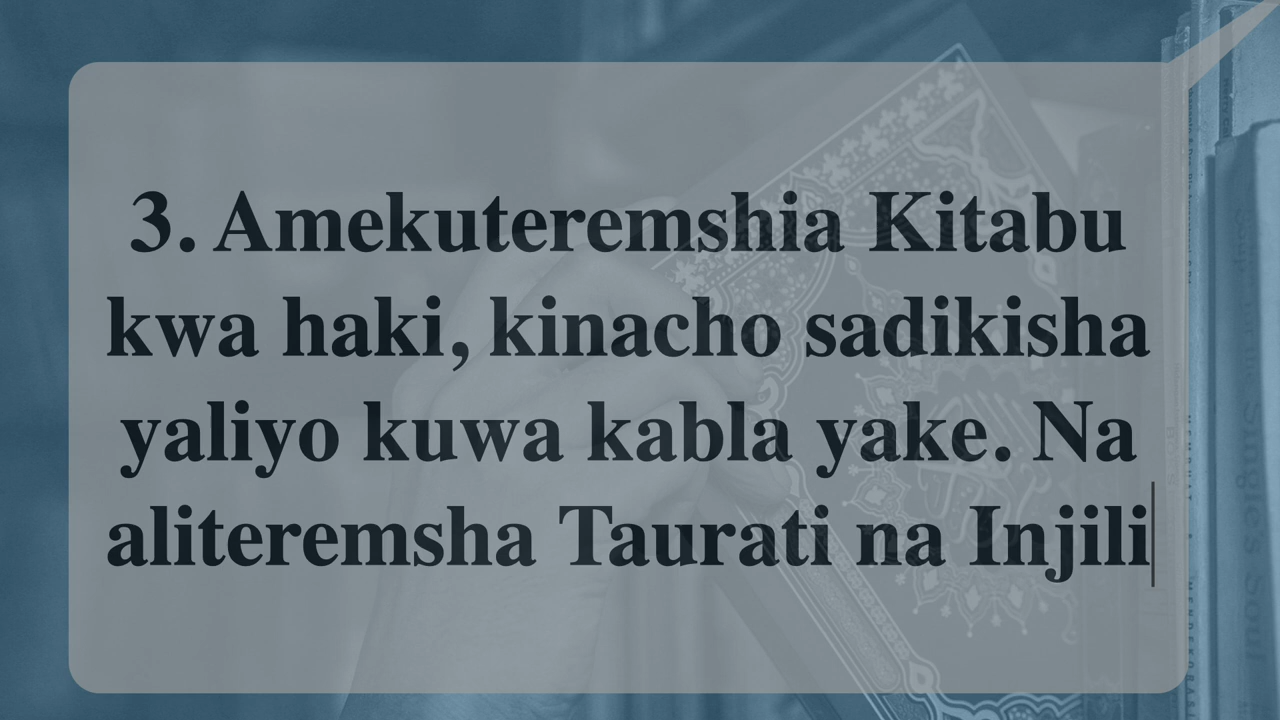 3. Amekuteremshia Kitabu
kwa haki, kinacho sadikisha
yaliyo kuwa kabla yake. Na
aliteremsha Taurati na Injili